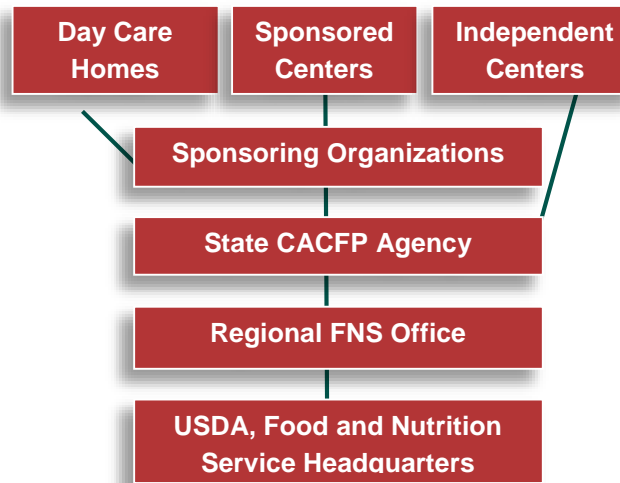 Day Care
Homes
Sponsored
Centers
Independent
Centers
Sponsoring Organizations
State CACFP Agency
Regional FNS Office
USDA, Food and Nutrition
Service Headquarters